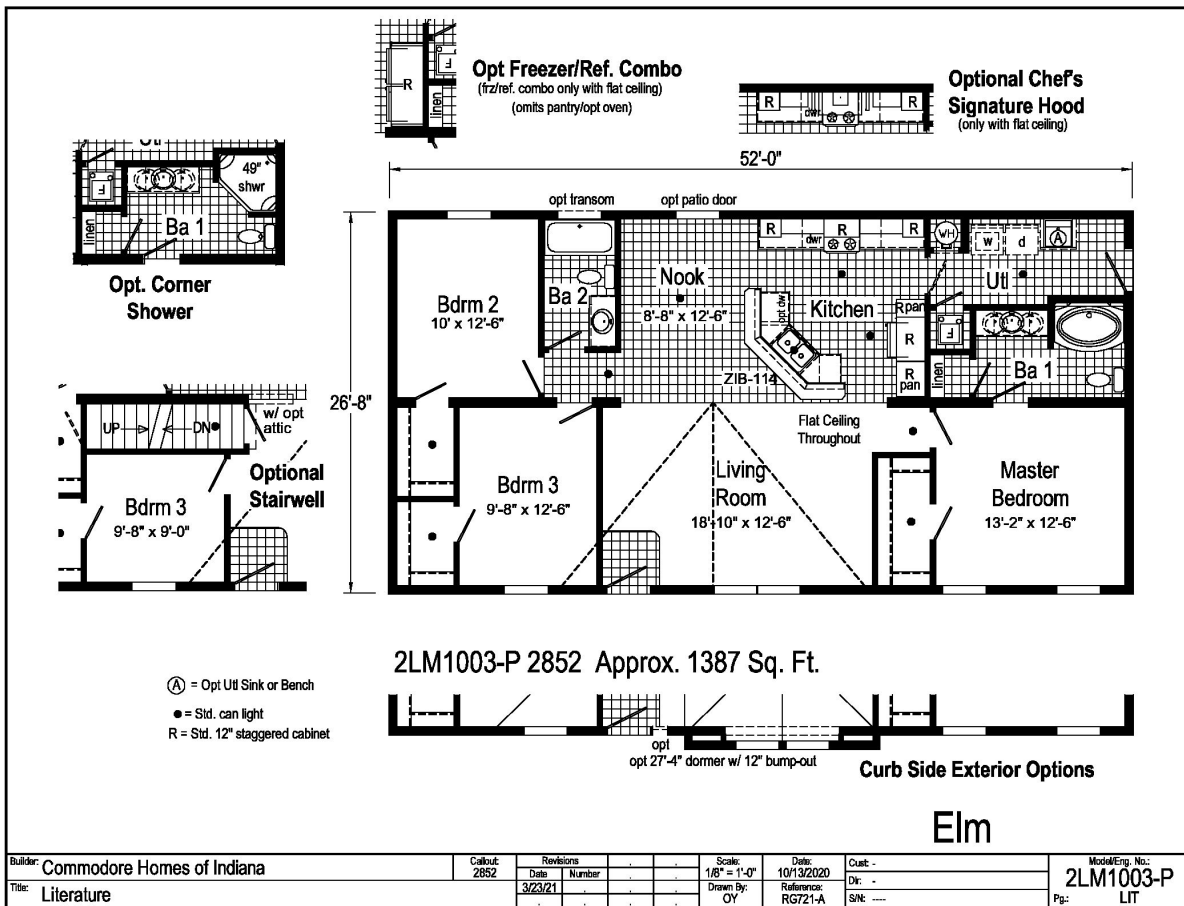 Opt Freezer/Ref. Combo
(frz/ref. combo only with flat ceiling)
(omits pantry/opt oven)
R
F
linen
Optional Chef's
Signature Hood
(only with flat ceiling)
R
dwr
R
Utl
49"
shwr
F
linen
Ba 1
Opt. Corner
Shower
52'-0"
opt transom
opt patio door
26'-8"
R
dwr
R
R
WH
w
d
A
Utl
Nook
8'-8" x 12'-6"
Ba 2
Bdrm 2
10' x 12'-6"
opt dw
Kitchen
R pan
R
R
pan
F
linen
Ba 1
ZIB-114
Flat Ceiling
Throughout
UP
DN
w/ opt
attic
Optional
Stairwell
Bdrm 3
9'-8" x 9'-0"
Bdrm 3
9'-8" x 12'-6"
Living
Room
18'-10" x 12'-6"
Master
Bedroom
13'-2" x 12'-6"
2LM1003-P 2852 Approx. 1387 Sq. Ft.
A = Opt Utl Sink or Bench
● = Std. can light
R = Std. 12" staggered cabinet
opt
opt 27'-4" dormer w/ 12" bump-out
Curb Side Exterior Options
Elm
Builder: Commodore Homes of Indiana
Title: Literature
Callout:
2852
Revisions
Date Number
3/23/21
Scale:
1/8" = 1'-0"
Drawn By:
OY
Date:
10/13/2020
Reference:
RG721-A
Cust: -
Dir: -
S/N: ----
Model/Eng. No.:
2LM1003-P
Pg.: LIT